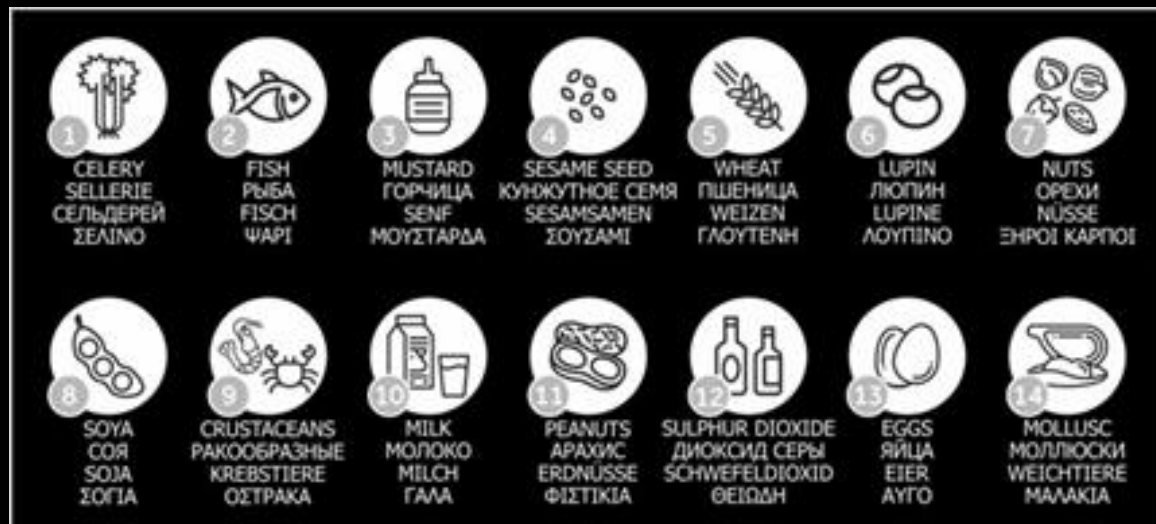 1
CELERY
SELLERIE
СЕЛЬДЕРЕЙ
ΣΕΛΙΝΟ
2
FISH
РЫБА
FISCH
ΨΑΡΙ
3
MUSTARD
ГОРЧИЦА
SENF
ΜΟΥΣΤΑΡΔΑ
4
SESAME SEED
КУНЖУТНОЕ СЕМЯ
SESAMSAMEN
ΣΟΥΣΑΜΙ
5
WHEAT
ПШЕНИЦА
WEIZEN
ΓΛΟΥΤΕΝΗ
6
LUPIN
ЛЮПИН
LUPINE
ΛΟΥΠΙΝΟ
7
NUTS
ОРЕХИ
NÜSSE
ΞΗΡΟΙ ΚΑΡΠΟΙ
8
SOYA
СОЯ
SOJA
ΣΟΓΙΑ
9
CRUSTACEANS
РАКООБРАЗНЫЕ
KREBSTIERE
ΟΣΤΡΑΚΑ
10
MILK
МОЛОКО
MILCH
ΓΑΛΑ
11
PEANUTS
АРАХИС
ERDNÜSSE
ΦΙΣΤΙΚΙΑ
12
SULPHUR DIOXIDE
ДИОКСИД СЕРЫ
SCHWEFELDIOXID
ΘΕΙΩΔΗ
13
EGGS
ЯЙЦА
EIER
ΑΥΓΟ
14
MOLLUSC
МОЛЛЮСКИ
WEICHTIERE
ΜΑΛΑΚΙΑ